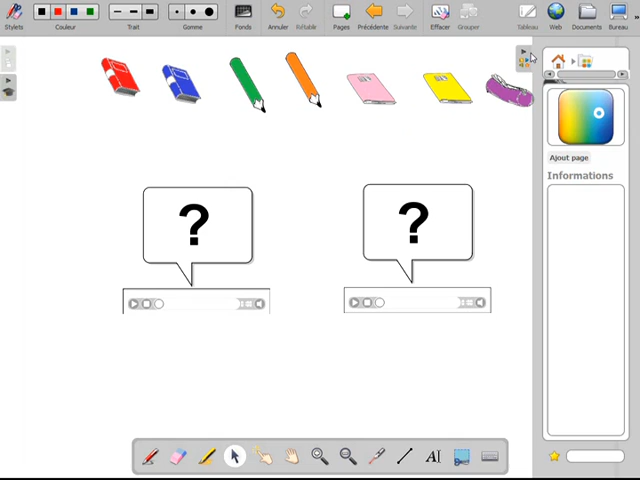 Stylets Couleur Trait Gomme Fonds Annuler Rétablir Pages Précédente Suivante Effacer Grouper Tableau Web Documents Bureau »
Ajout page
Informations
? ?
AI